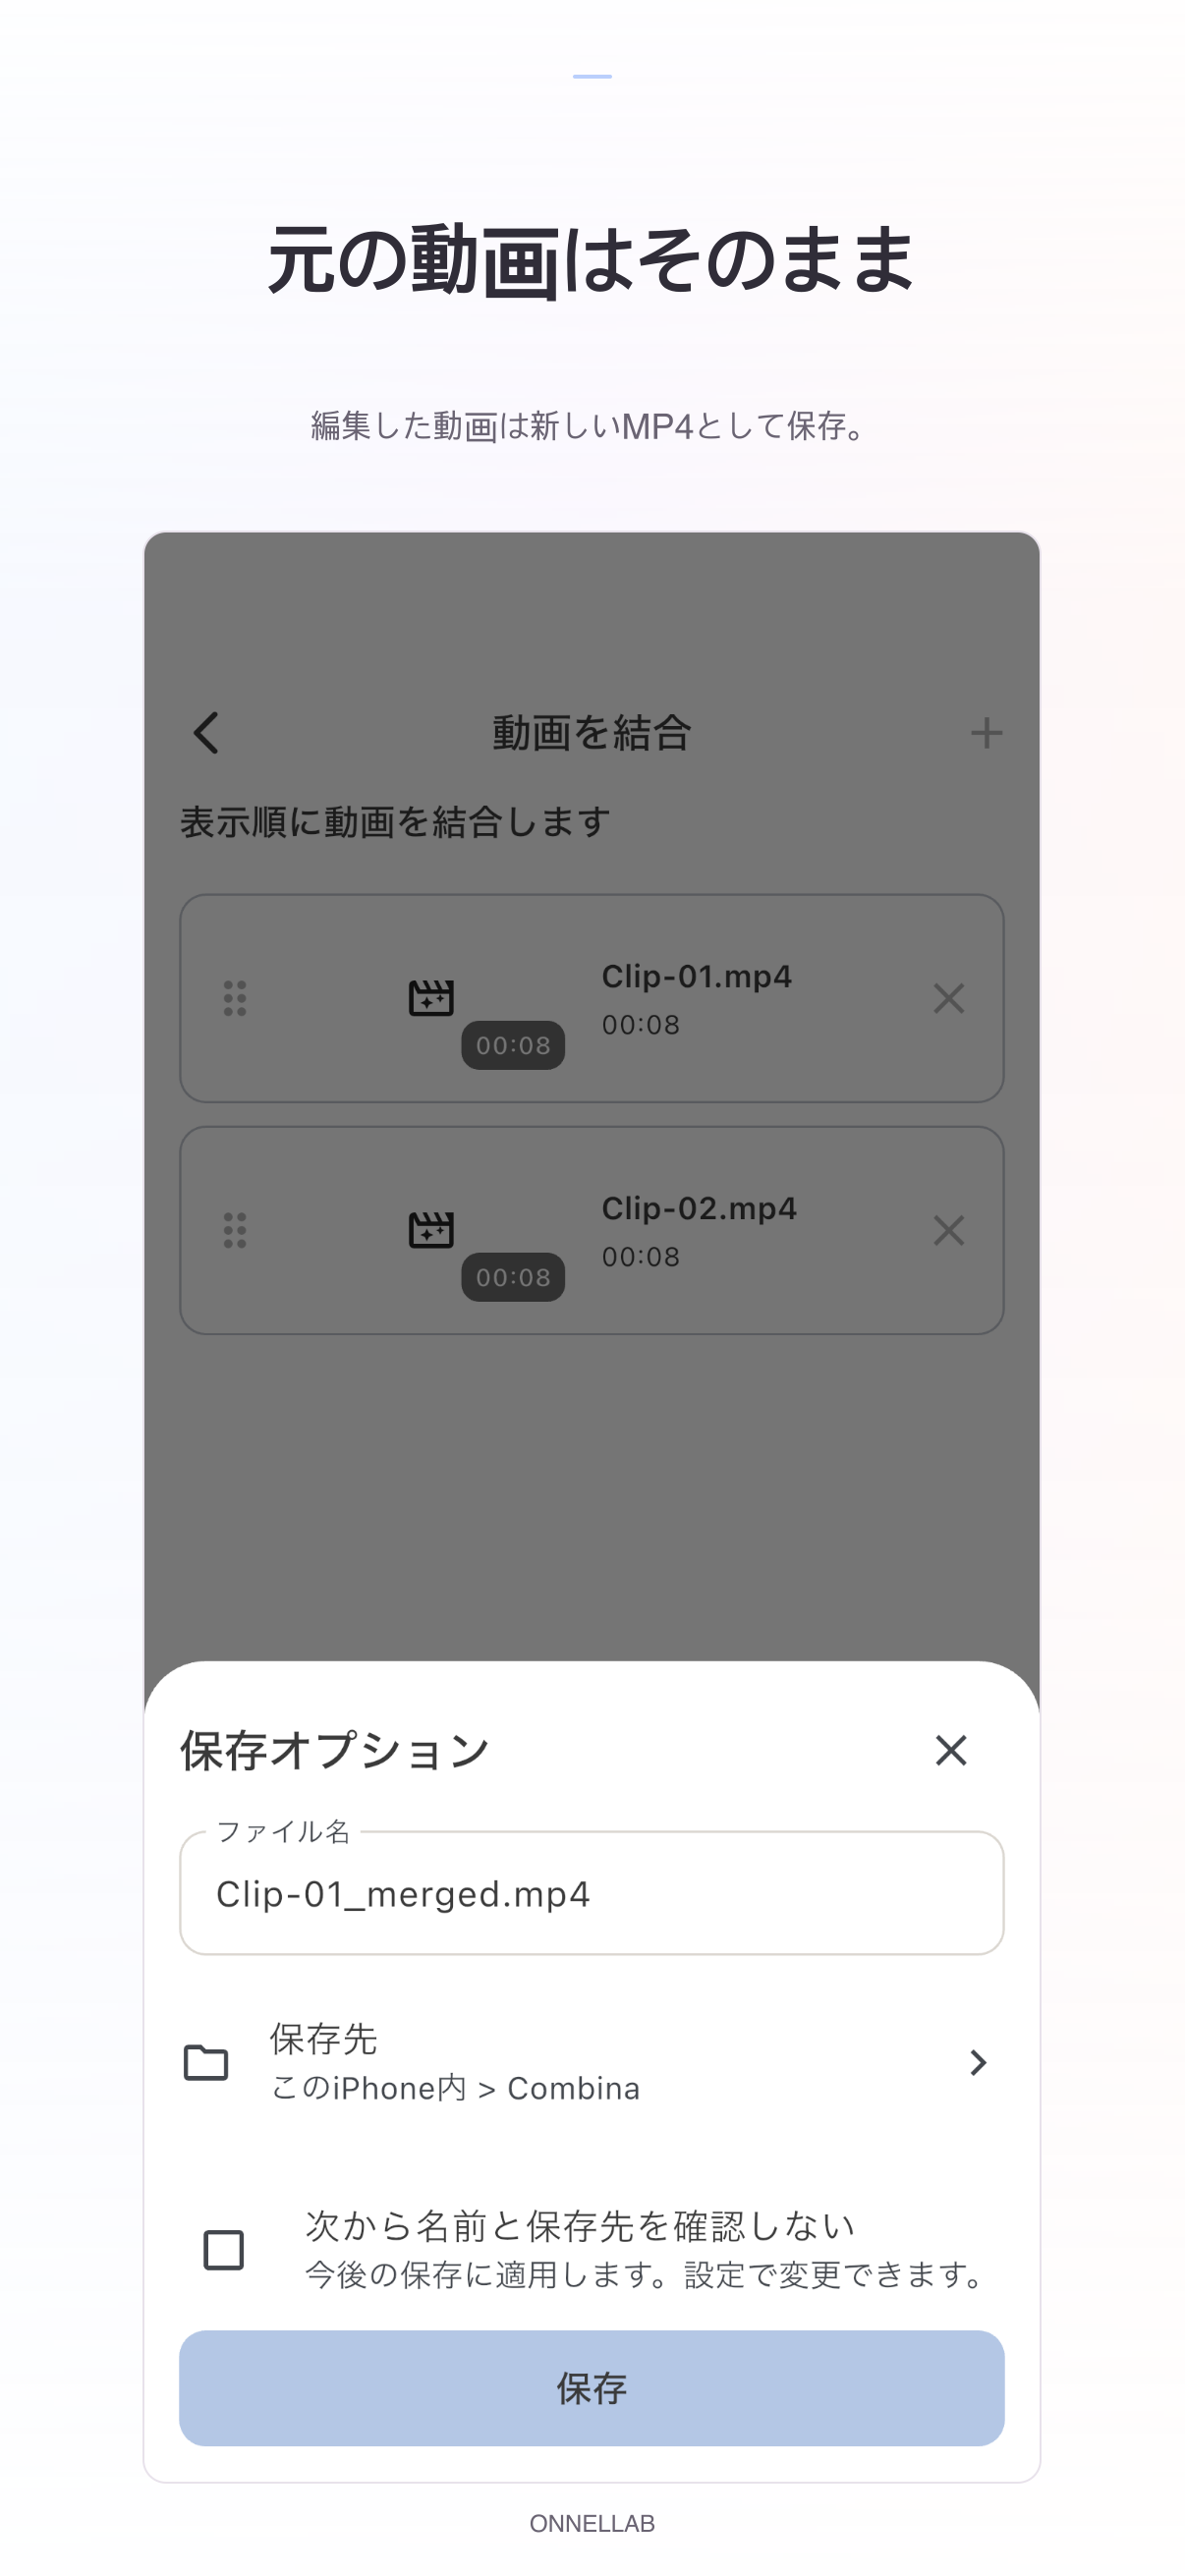 元の動画はそのまま
編集した動画は新しいMP4として保存。
動画を結合
表示順に動画を結合します
Clip-01.mp4
00:08
00:08
Clip-02.mp4
00:08
00:08
保存オプション
ファイル名
Clip-01_merged.mp4
保存先
このiPhone内 > Combina
次から名前と保存先を確認しない
今後の保存に適用します。設定で変更できます。
保存
ONNELLAB